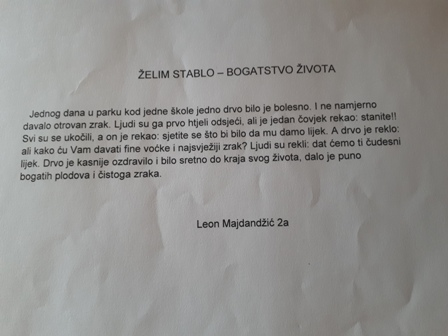 ŽELIM STABLO – BOGATSTVO ŽIVOTA
Jednog dana u parku kod jedne škole jedno drvo bilo je bolesno. I ne namjerno
davalo otrovan zrak. Ljudi su ga prvo htjeli odsjeći, ali je jedan čovjek rekao: stanite!!
Svi su se ukočili, a on je rekao: sjetite se što bi bilo da mu damo lijek. A drvo je reklo:
ali kako ću Vam davati fine voćke i najsvježiji zrak? Ljudi su rekli: dat ćemo ti čudesni
lijek. Drvo je kasnije ozdravilo i bilo sretno do kraja svog života, dalo je puno
bogatih plodova i čistoga zraka.
Leon Majdandžić 2a